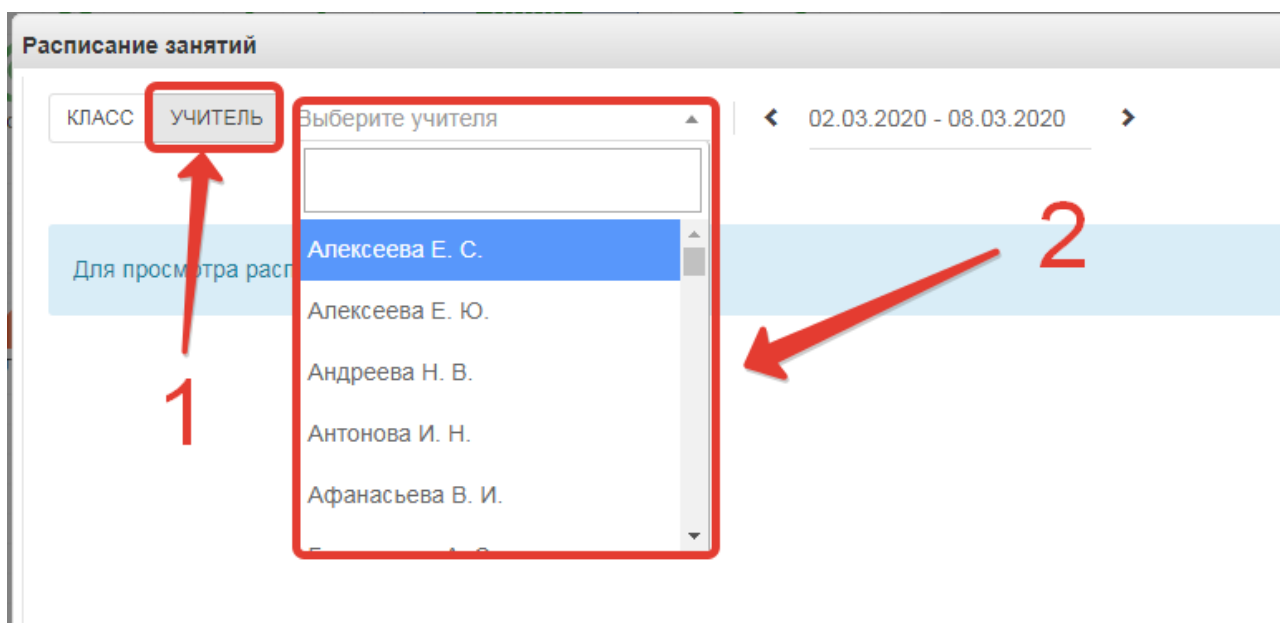 Расписание занятий
КЛАСС УЧИТЕЛЬ Выберите учителя 02.03.2020 - 08.03.2020
2
Алексеева Е. С.
Для просмотра
Алексеева Е. Ю.
Андреева Н. В.
1
Антонова И. Н.
Афанасьева В. И.